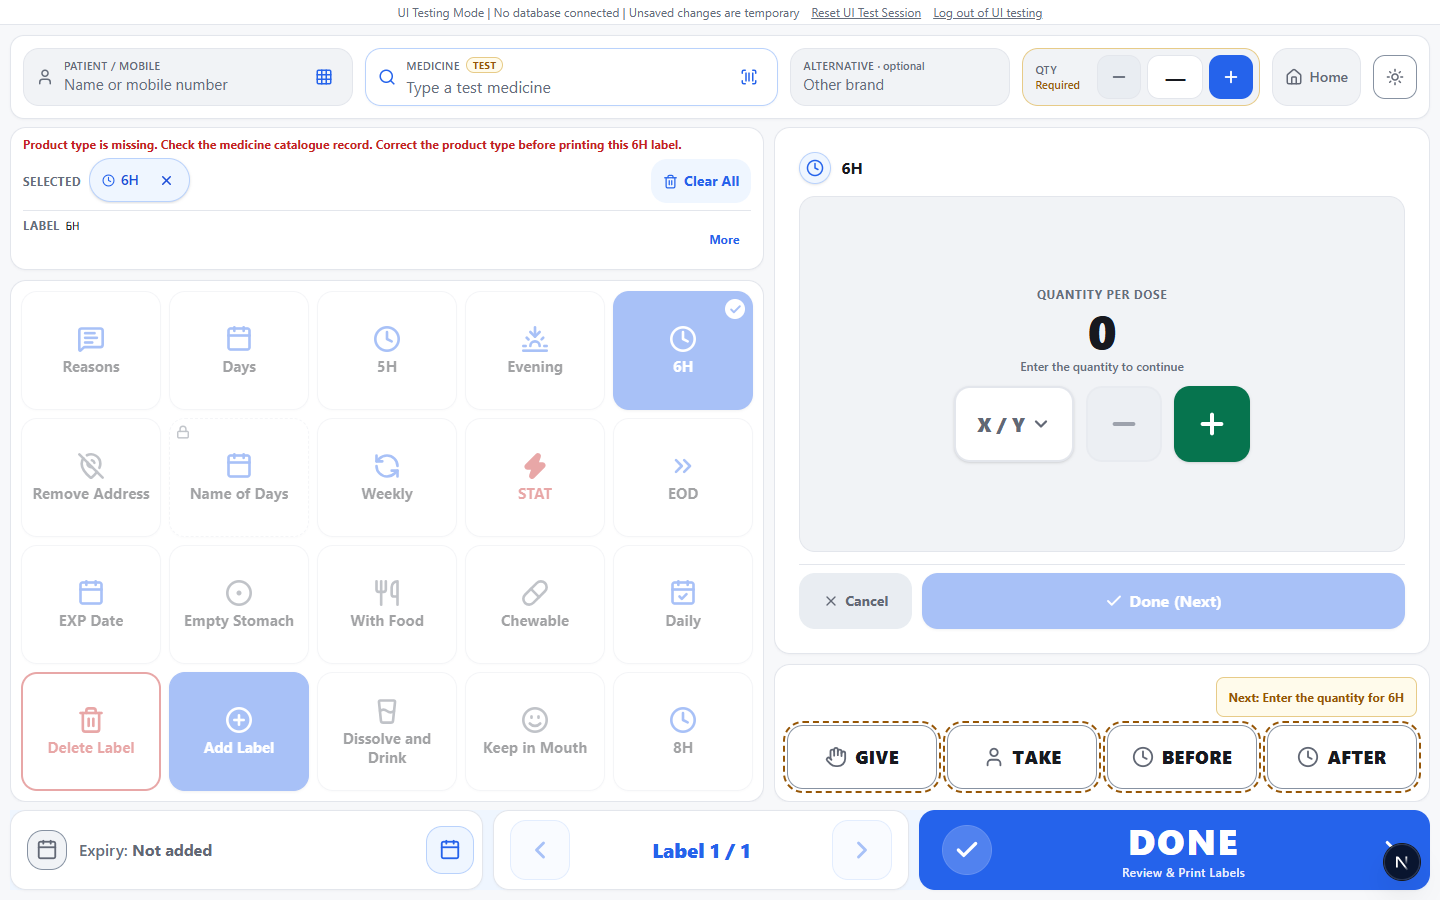 UI Testing Mode | No database connected | Unsaved changes are temporary Reset UI Test Session Log out of UI testing
PATIENT / MOBILE
Name or mobile number
MEDICINE TEST
Type a test medicine
ALTERNATIVE · optional
Other brand
QTY
Required
—
Home
Product type is missing. Check the medicine catalogue record. Correct the product type before printing this 6H label.
SELECTED 6H
Clear All
LABEL 6H
More
6H
QUANTITY PER DOSE
0
Enter the quantity to continue
X / Y
Cancel
Done (Next)
Reasons
Days
5H
Evening
6H
Remove Address
Name of Days
Weekly
STAT
EOD
EXP Date
Empty Stomach
With Food
Chewable
Daily
Delete Label
Add Label
Dissolve and
Drink
Keep in Mouth
8H
Next: Enter the quantity for 6H
GIVE
TAKE
BEFORE
AFTER
Expiry: Not added
Label 1 / 1
DONE
Review & Print Labels
N